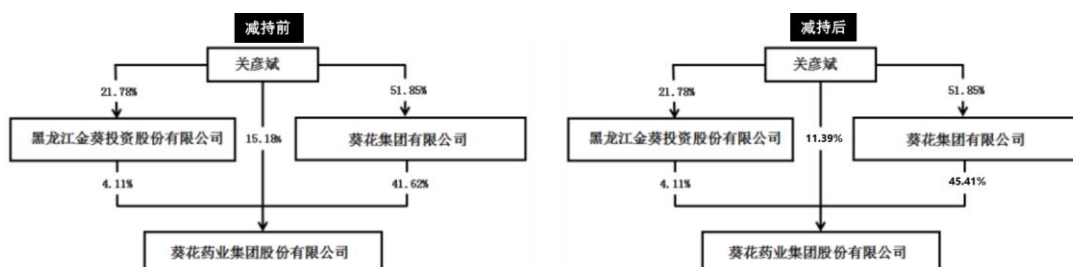 减持前
关彦斌
21.78%
51.85%
黑龙江金葵投资股份有限公司
15.18%
葵花集团有限公司
4.11%
41.62%
葵花药业集团股份有限公司
减持后
关彦斌
21.78%
51.85%
黑龙江金葵投资股份有限公司
11.39%
葵花集团有限公司
4.11%
45.41%
葵花药业集团股份有限公司